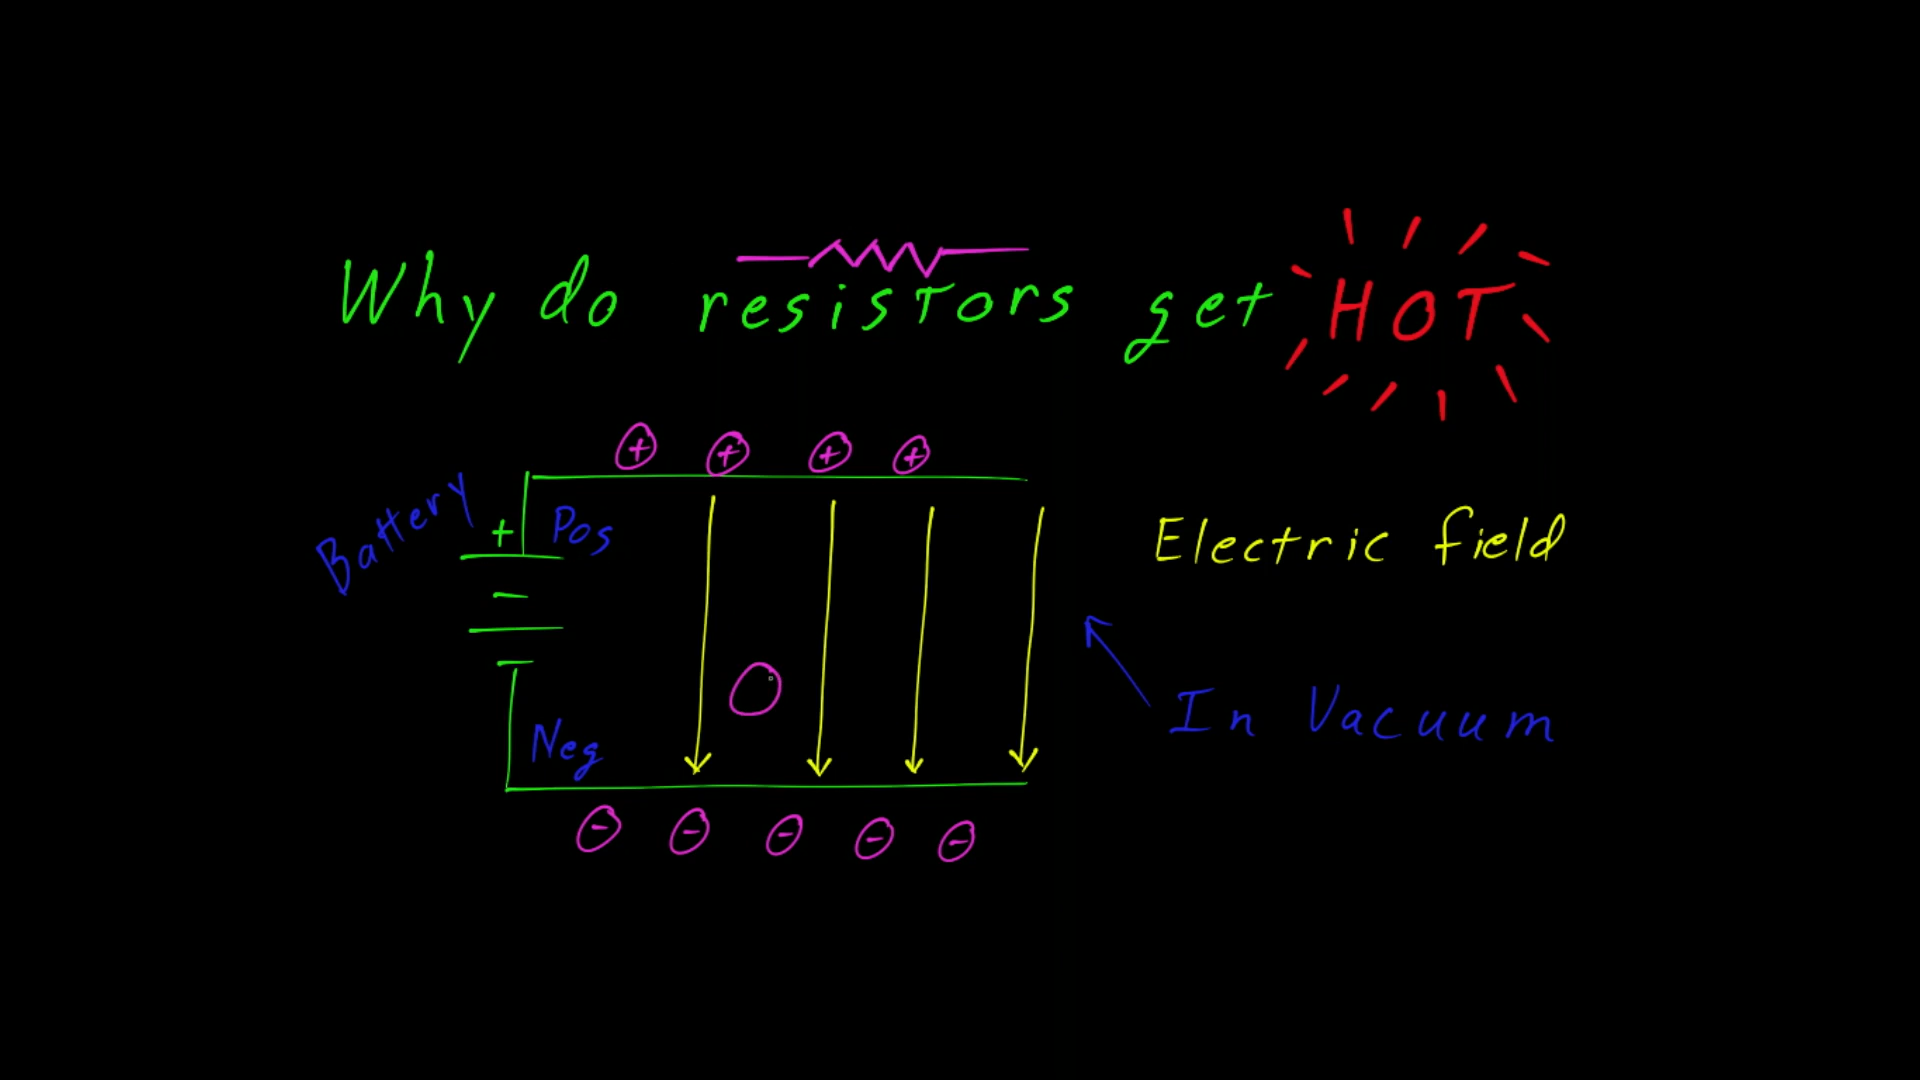 Why do resistors get HOT
+ + + +
Battery
+ Pos
Electric field
In Vacuum
Neg
- - - - -